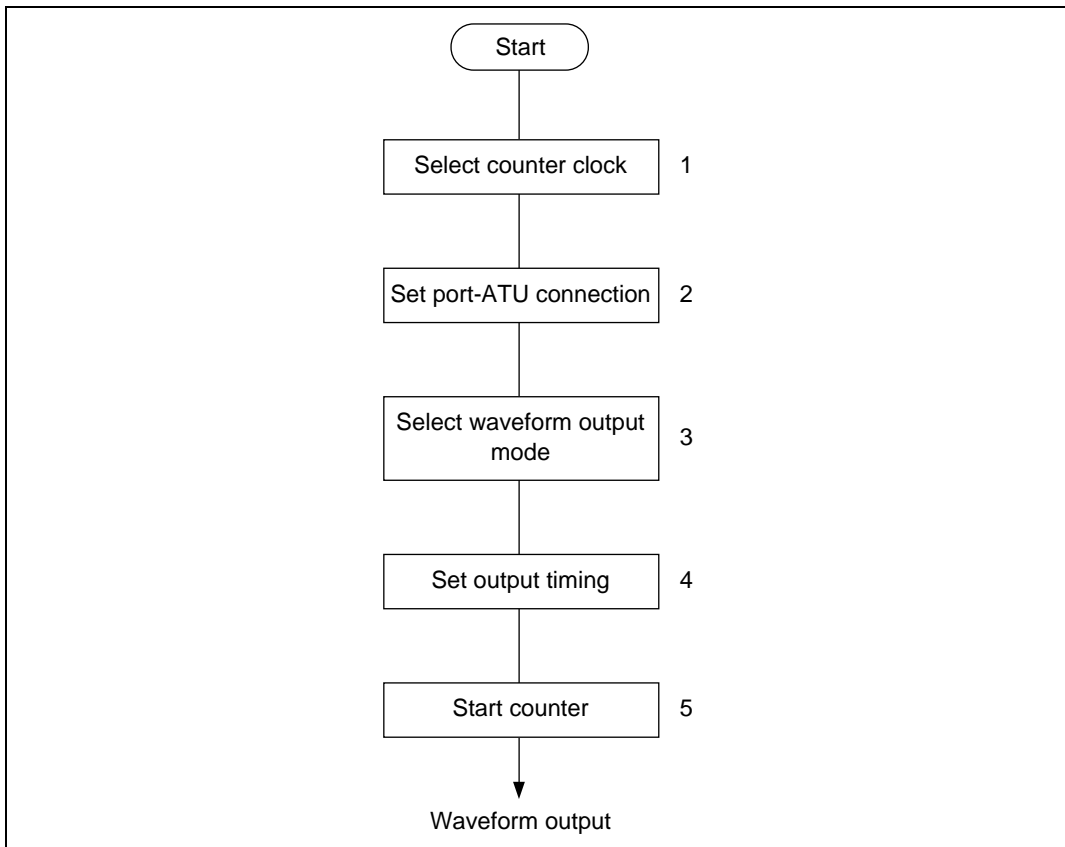 Start
Select counter clock 1
Set port-ATU connection 2
Select waveform output
mode
3
Set output timing 4
Start counter 5
Waveform output